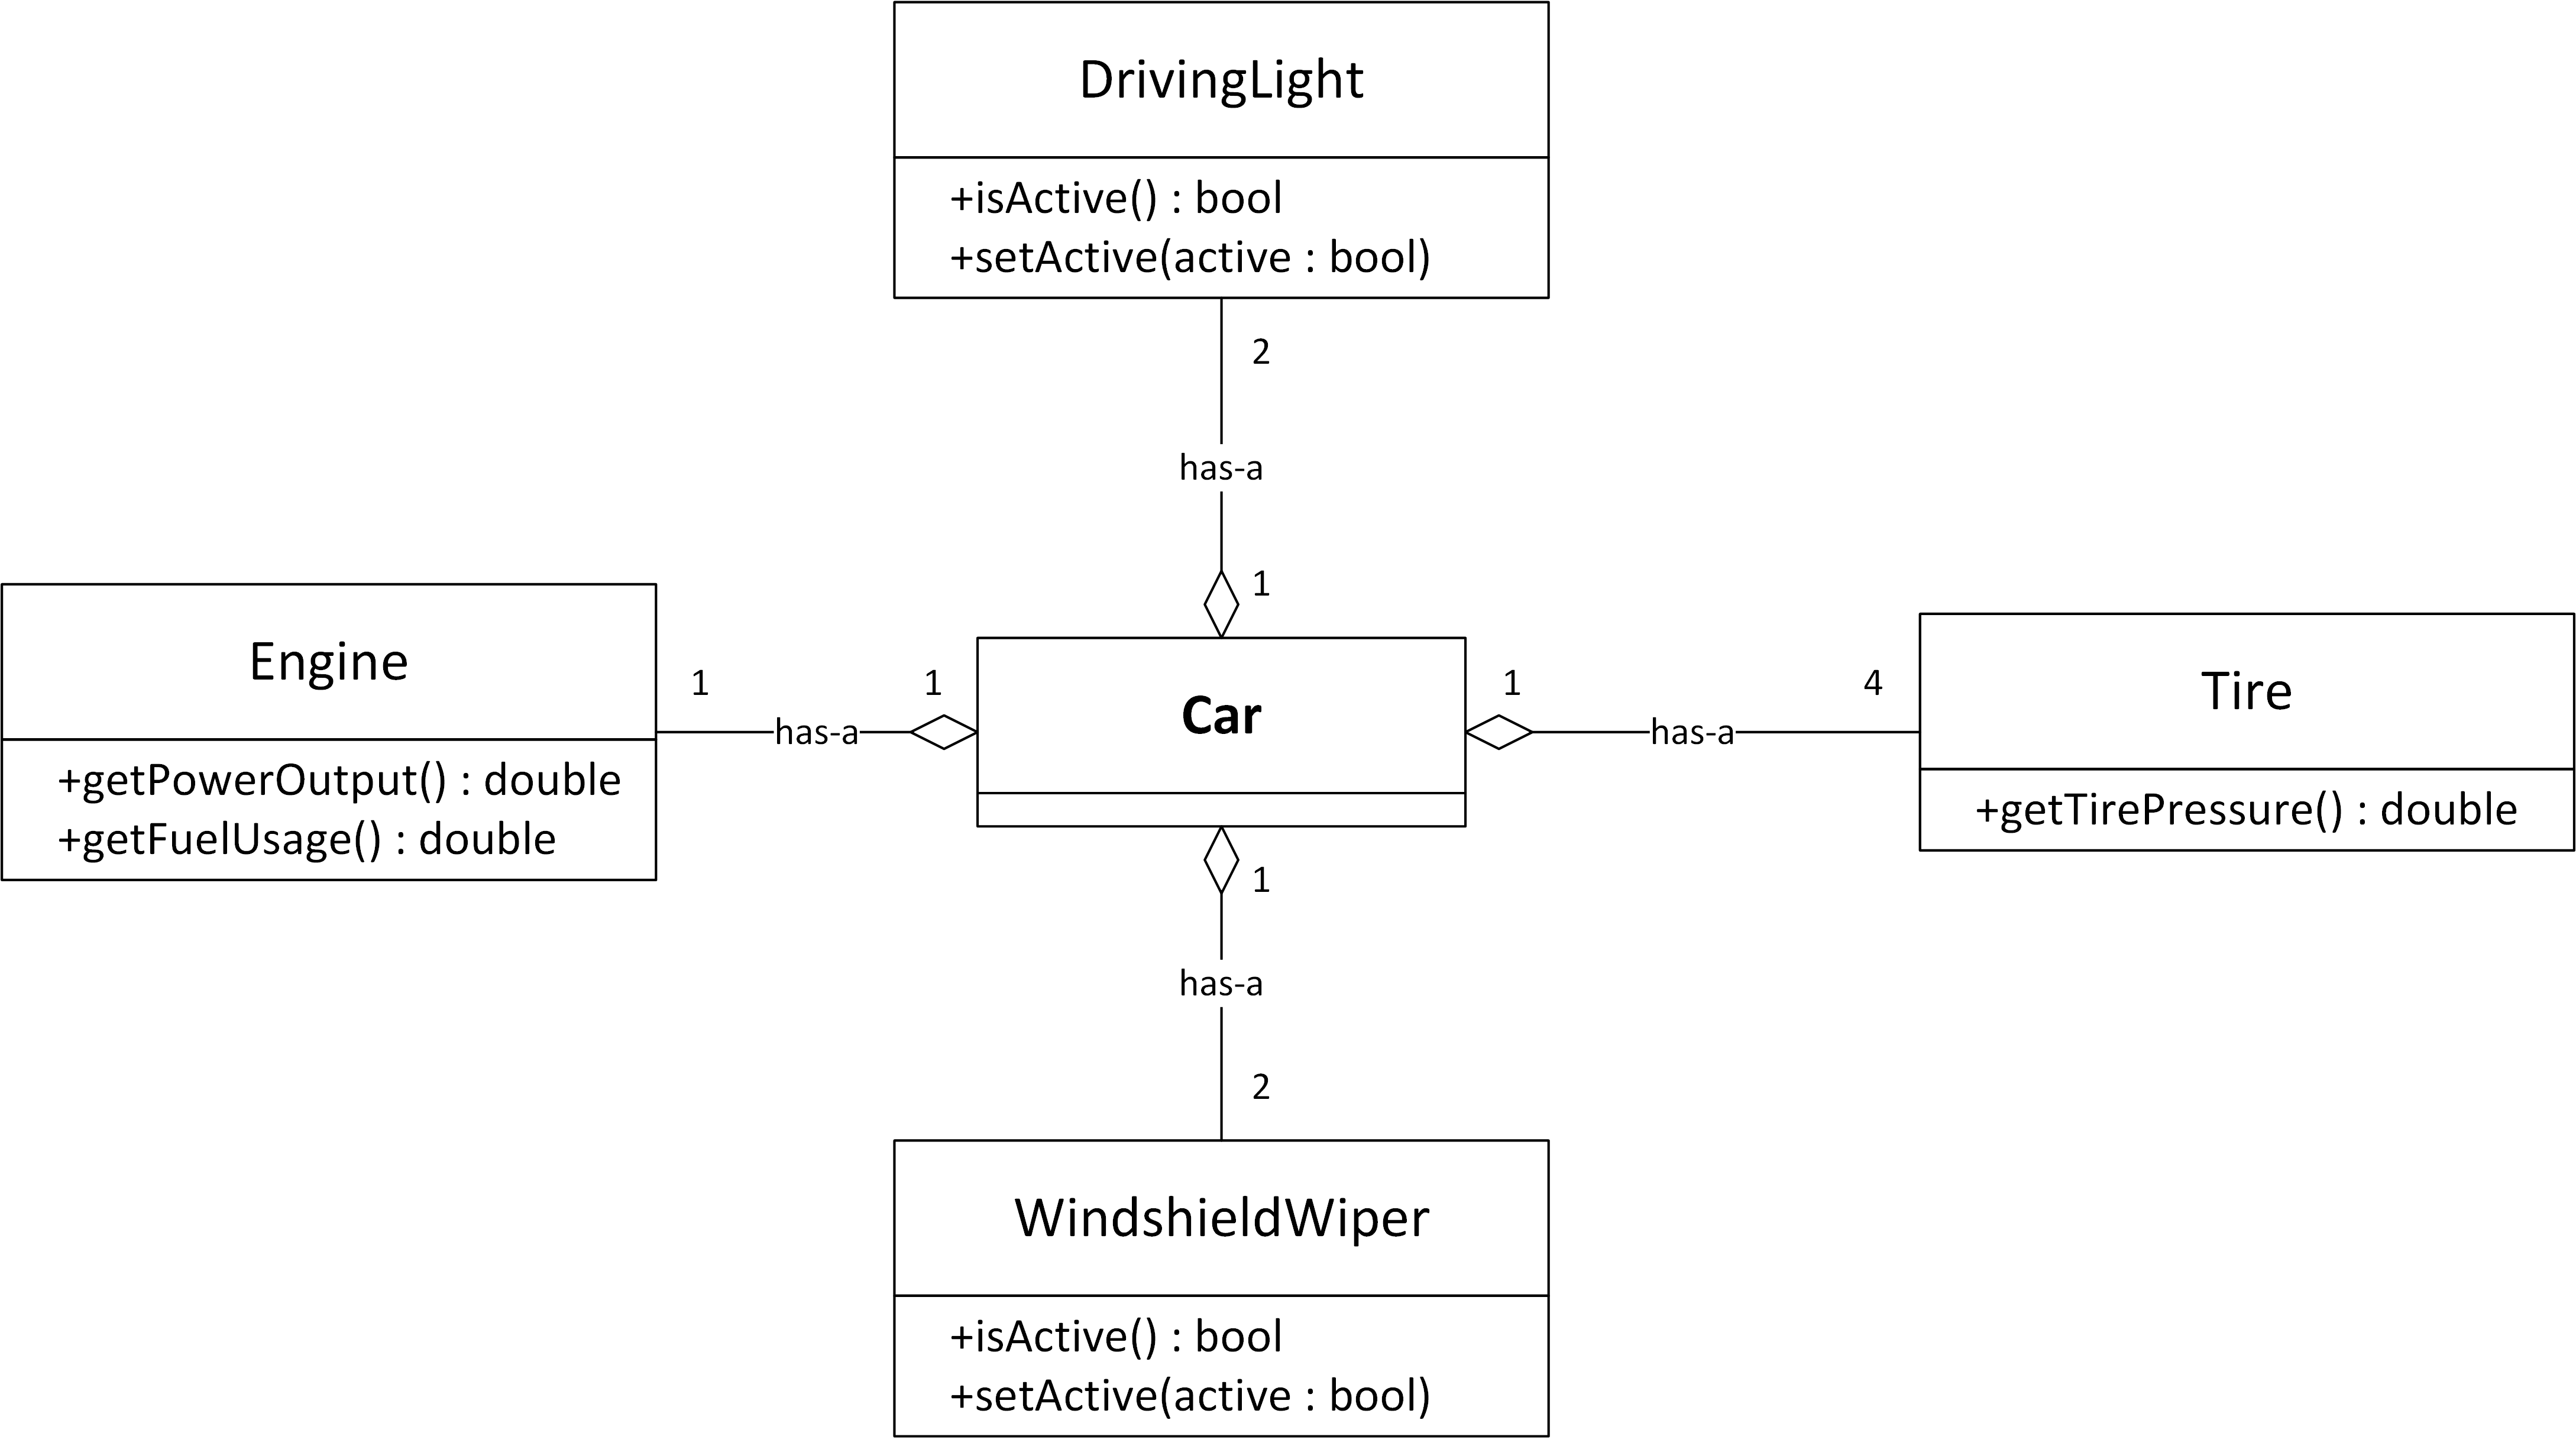 DrivingLight
+isActive() : bool
+setActive(active : bool)
2
has-a
1
Engine
+getPowerOutput() : double
+getFuelUsage() : double
1
has-a
1
Car
1
has-a
4
Tire
+getTirePressure() : double
1
has-a
2
WindshieldWiper
+isActive() : bool
+setActive(active : bool)